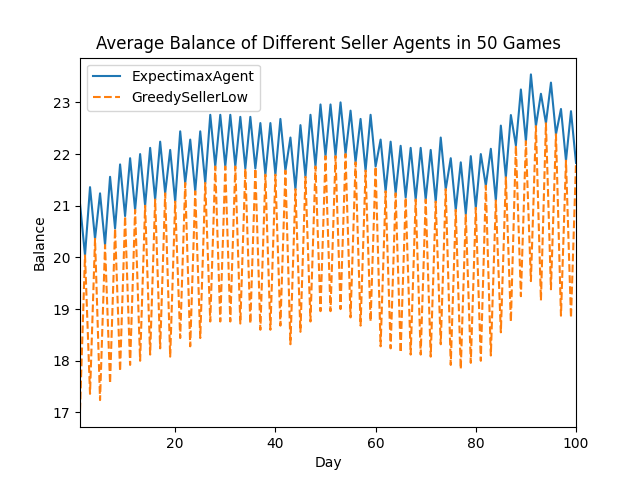 Average Balance of Different Seller Agents in 50 Games
ExpectimaxAgent
GreedySellerLow
23
22
21
20
19
18
17
Balance
20
40
60
80
100
Day